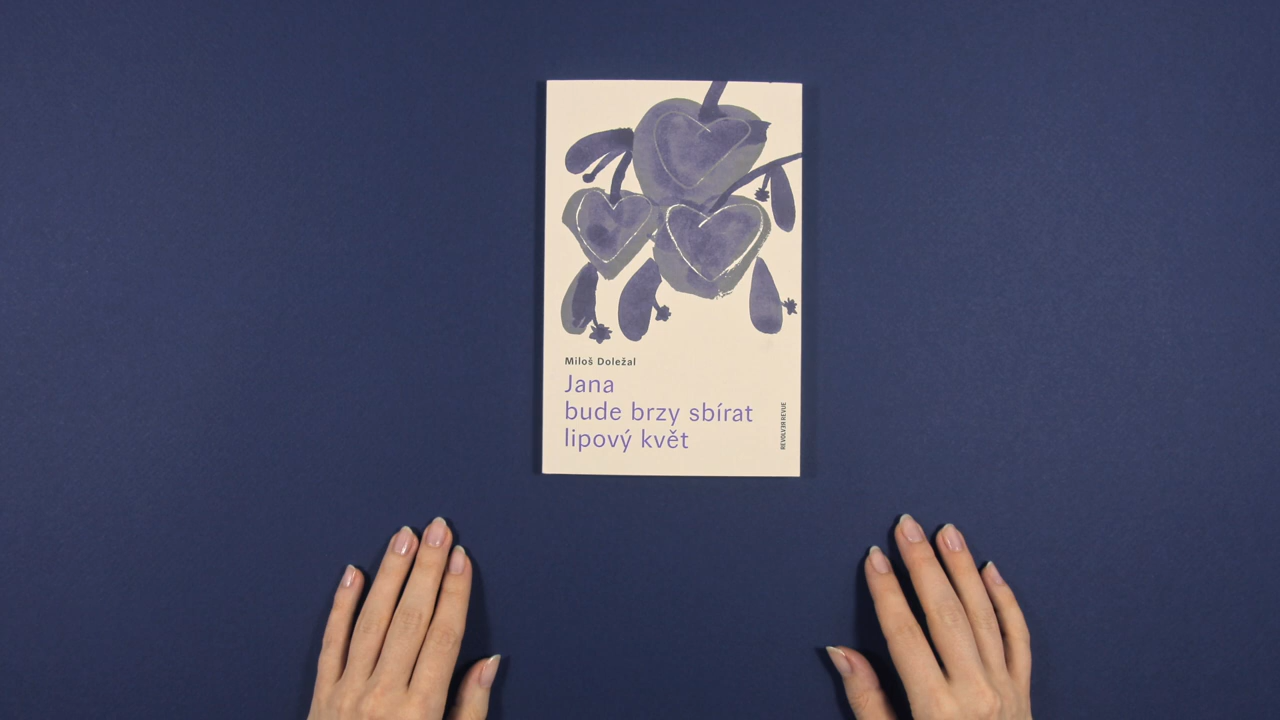 Miloš Doležal
Jana
bude brzy sbírat
lipový květ
REVOLVER REVUE